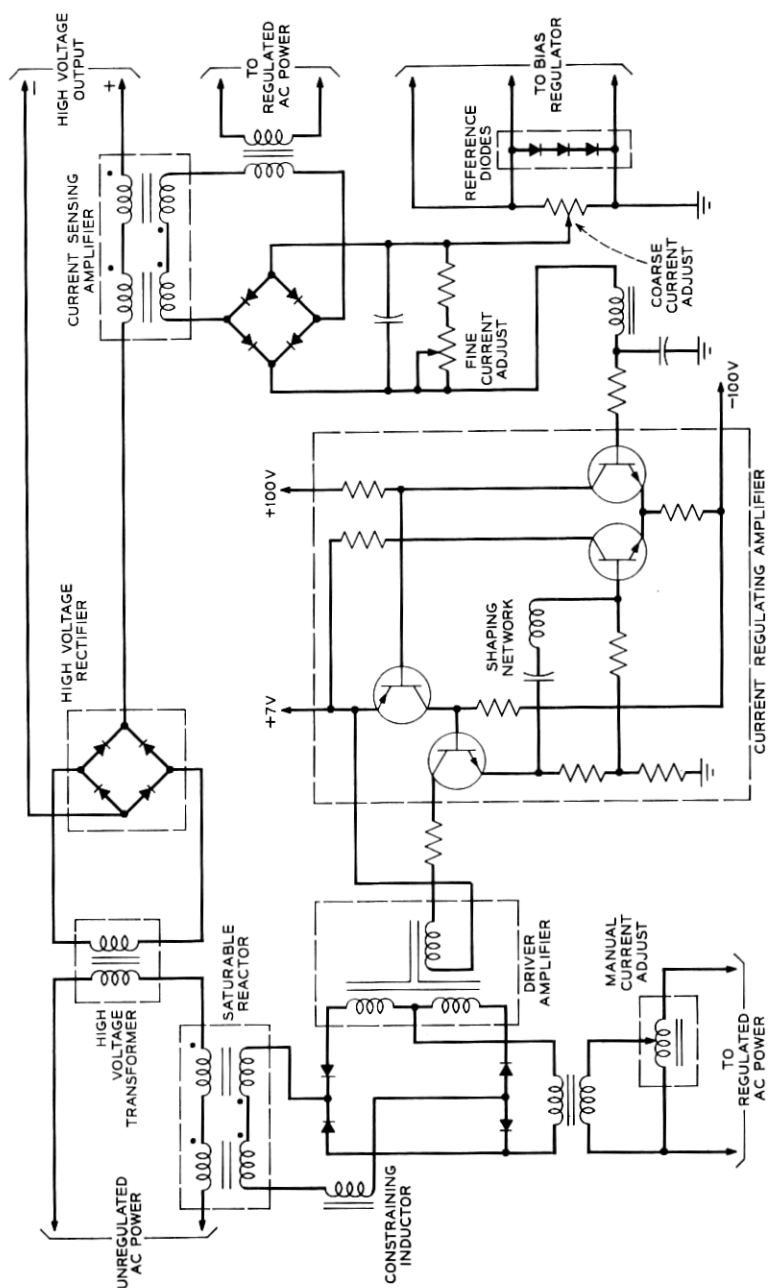 UNREGULATED
AC POWER
HIGH
VOLTAGE
TRANSFORMER
HIGH VOLTAGE
RECTIFIER
CURRENT SENSING
AMPLIFIER
HIGH VOLTAGE
OUTPUT
−
+
TO
REGULATED
AC POWER
SATURABLE
REACTOR
CONSTRAINING
INDUCTOR
DRIVER
AMPLIFIER
MANUAL
CURRENT
ADJUST
TO
REGULATED
AC POWER
+7V
+100V
SHAPING
NETWORK
−100V
CURRENT REGULATING AMPLIFIER
FINE
CURRENT
ADJUST
REFERENCE
DIODES
TO BIAS
REGULATOR
COARSE
CURRENT
ADJUST